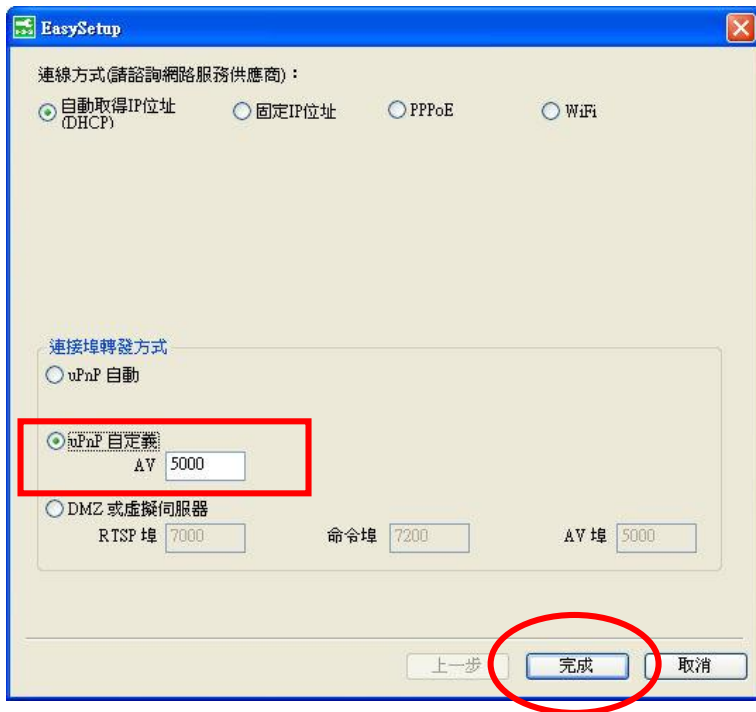 EasySetup
連線方式(請諮詢網路服務供應商)：
自動取得IP位址
(DHCP)
固定IP位址
PPPoE
WiFi
連接埠轉發方式
uPnP 自動
uPnP 自定義
AV 5000
DMZ 或虛擬伺服器
RTSP 埠 7000 命令埠 7200 AV 埠 5000
上一步 完成 取消